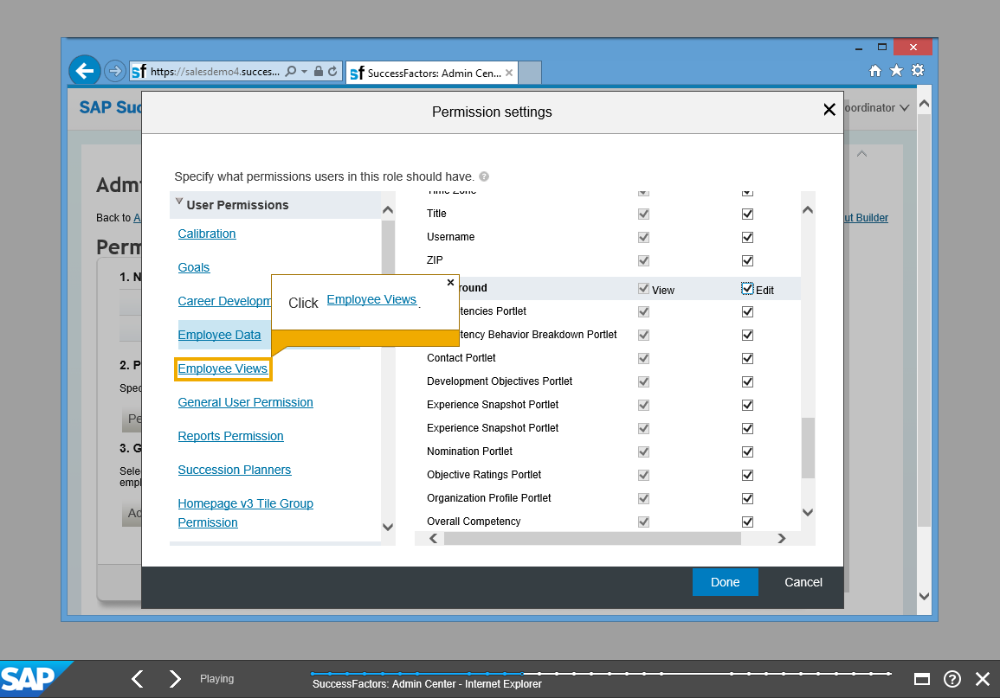 sf https://salesdemo4.succes...
sf SuccessFactors: Admin Cen...
SAP Suc
oordinator
Permission settings
Specify what permissions users in this role should have.
Back to A
ut Builder
Perm
1. N
2. P
Spec
Pe
3. G
Sele
empl
Ad
User Permissions
Calibration
Goals
Career Developm
Employee Data
Employee Views
General User Permission
Reports Permission
Succession Planners
Homepage v3 Tile Group
Permission
Click Employee Views.
Time Zone
Title
Username
ZIP
round View Edit
tencies Portlet
tency Behavior Breakdown Portlet
Contact Portlet
Development Objectives Portlet
Experience Snapshot Portlet
Experience Snapshot Portlet
Nomination Portlet
Objective Ratings Portlet
Organization Profile Portlet
Overall Competency
Done Cancel
SAP
Playing
SuccessFactors: Admin Center - Internet Explorer